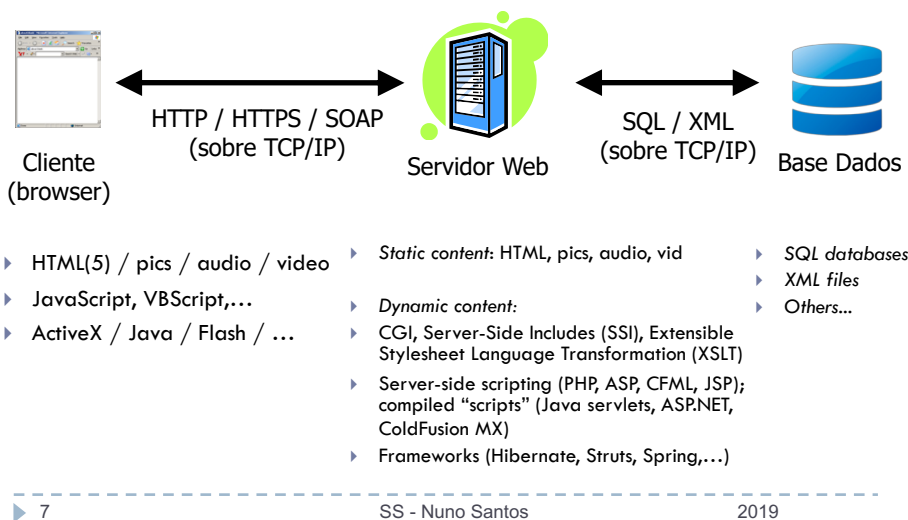 HTTP / HTTPS / SOAP
(sobre TCP/IP)
SQL / XML
(sobre TCP/IP)
Cliente
(browser)
Servidor Web
Base Dados
HTML(5) / pics / audio / video
JavaScript, VBScript,…
ActiveX / Java / Flash / …
Static content: HTML, pics, audio, vid
Dynamic content:
CGI, Server-Side Includes (SSI), Extensible
Stylesheet Language Transformation (XSLT)
Server-side scripting (PHP, ASP, CFML, JSP);
compiled “scripts” (Java servlets, ASP.NET,
ColdFusion MX)
Frameworks (Hibernate, Struts, Spring,…)
SQL databases
XML files
Others...
7
SS - Nuno Santos
2019